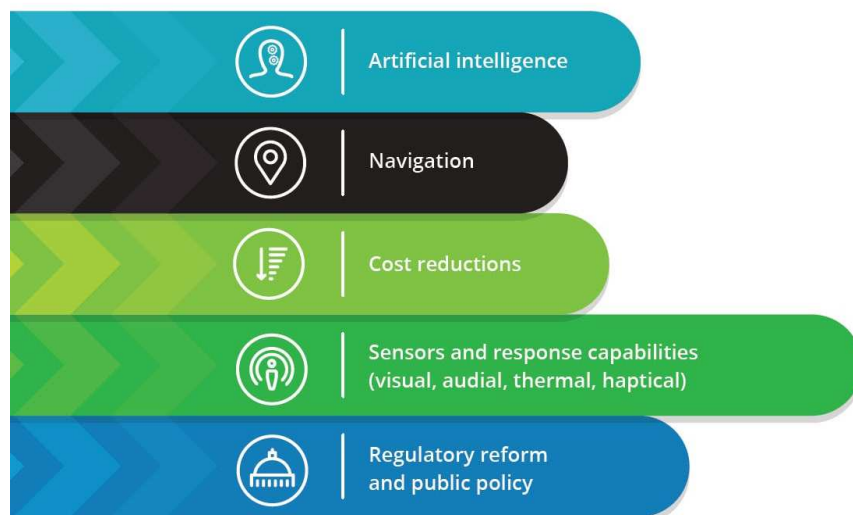 Artificial intelligence
Navigation
Cost reductions
Sensors and response capabilities
(visual, audial, thermal, haptical)
Regulatory reform
and public policy